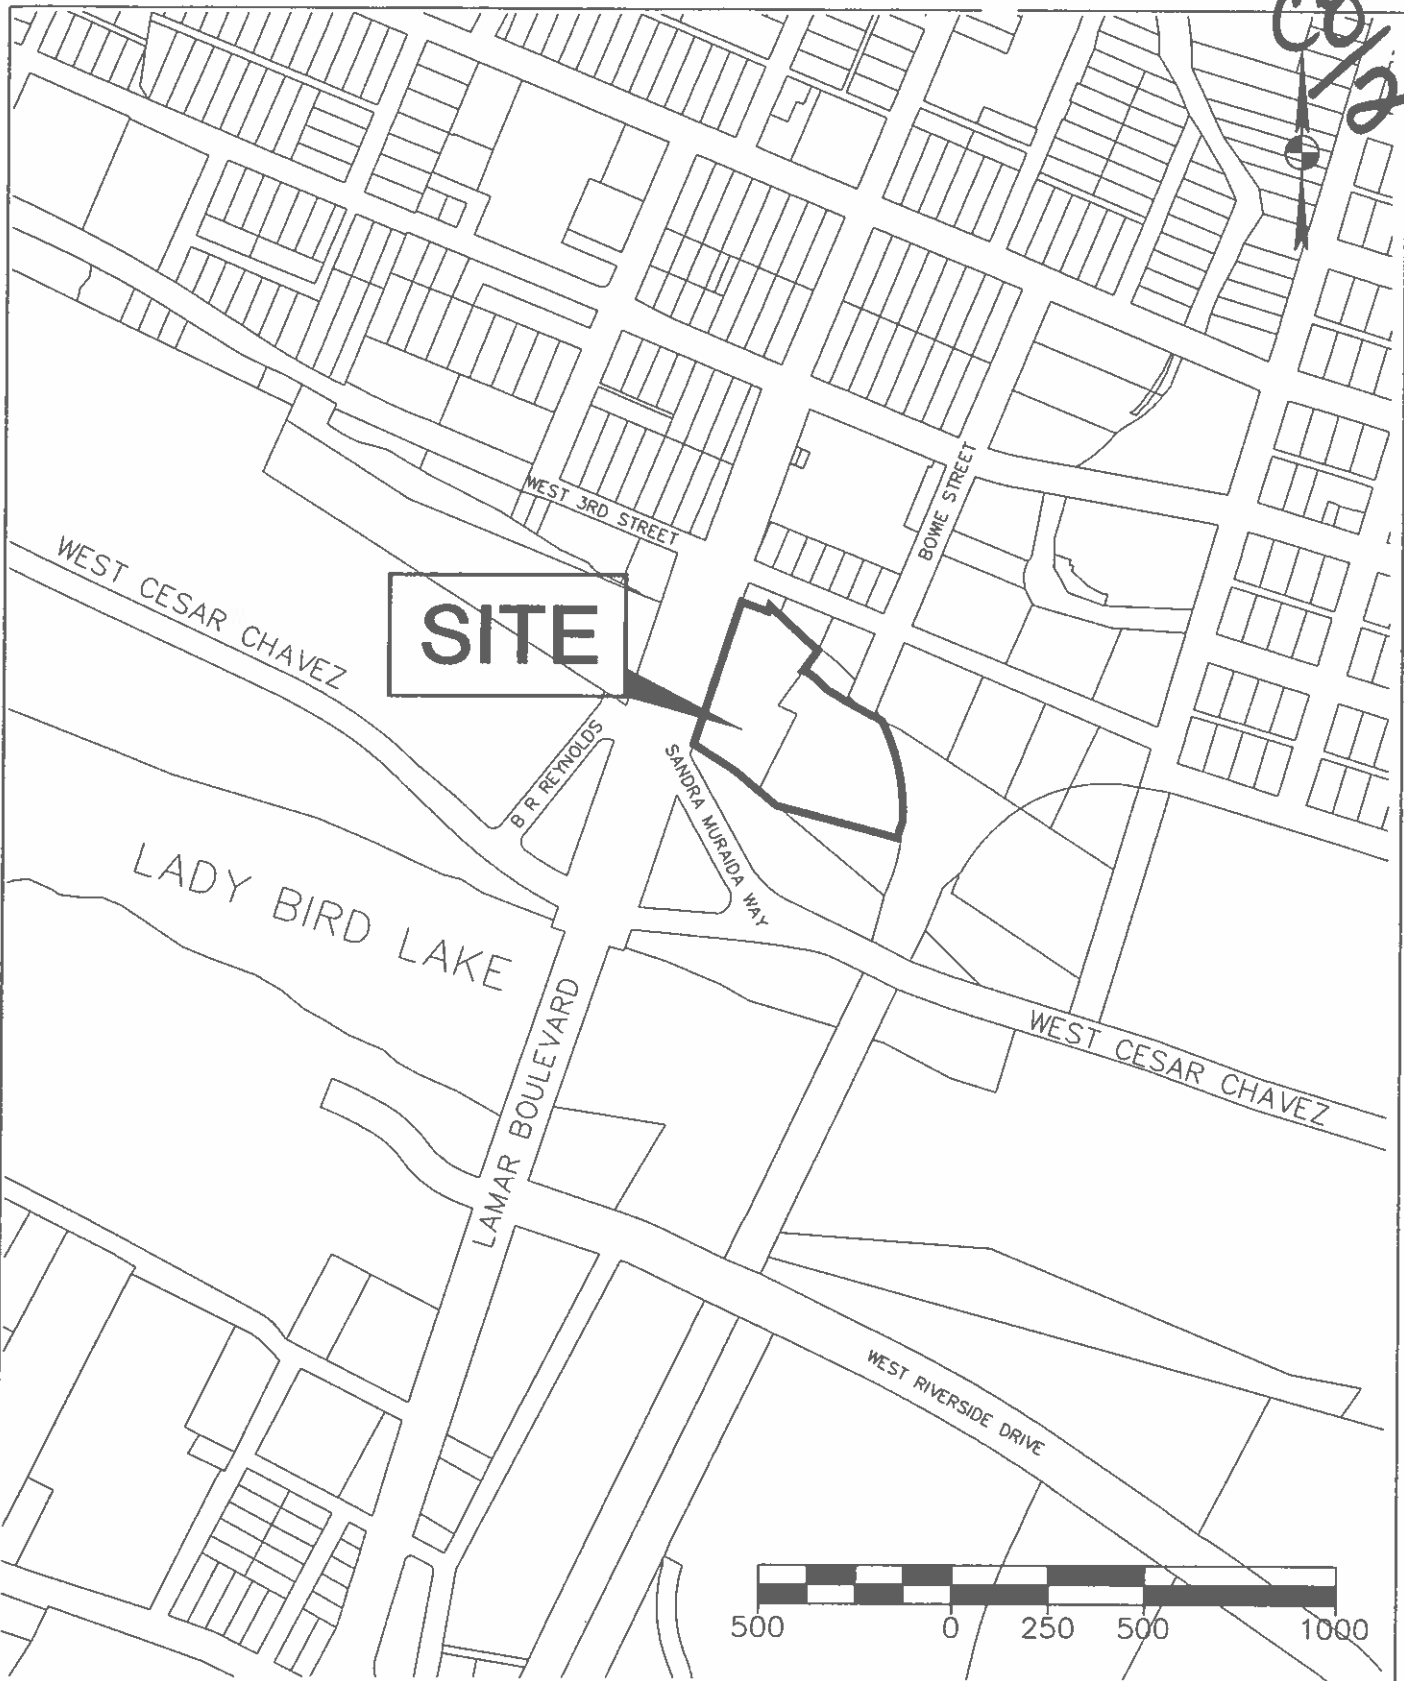 C8/2
WEST 3RD STREET
BOWIE STREET
WEST CESAR CHAVEZ
SITE
B R REYNOLDS
SANDRA MURAIDA WAY
LADY BIRD LAKE
LAMAR BOULEVARD
WEST CESAR CHAVEZ
WEST RIVERSIDE DRIVE
500 0 250 500 1000